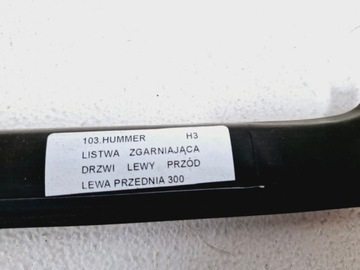 103.HUMMER H3
LISTWA ZGARNIAJĄCA
DRZWI LEWY PRZÓD
LEWA PRZEDNIA 300